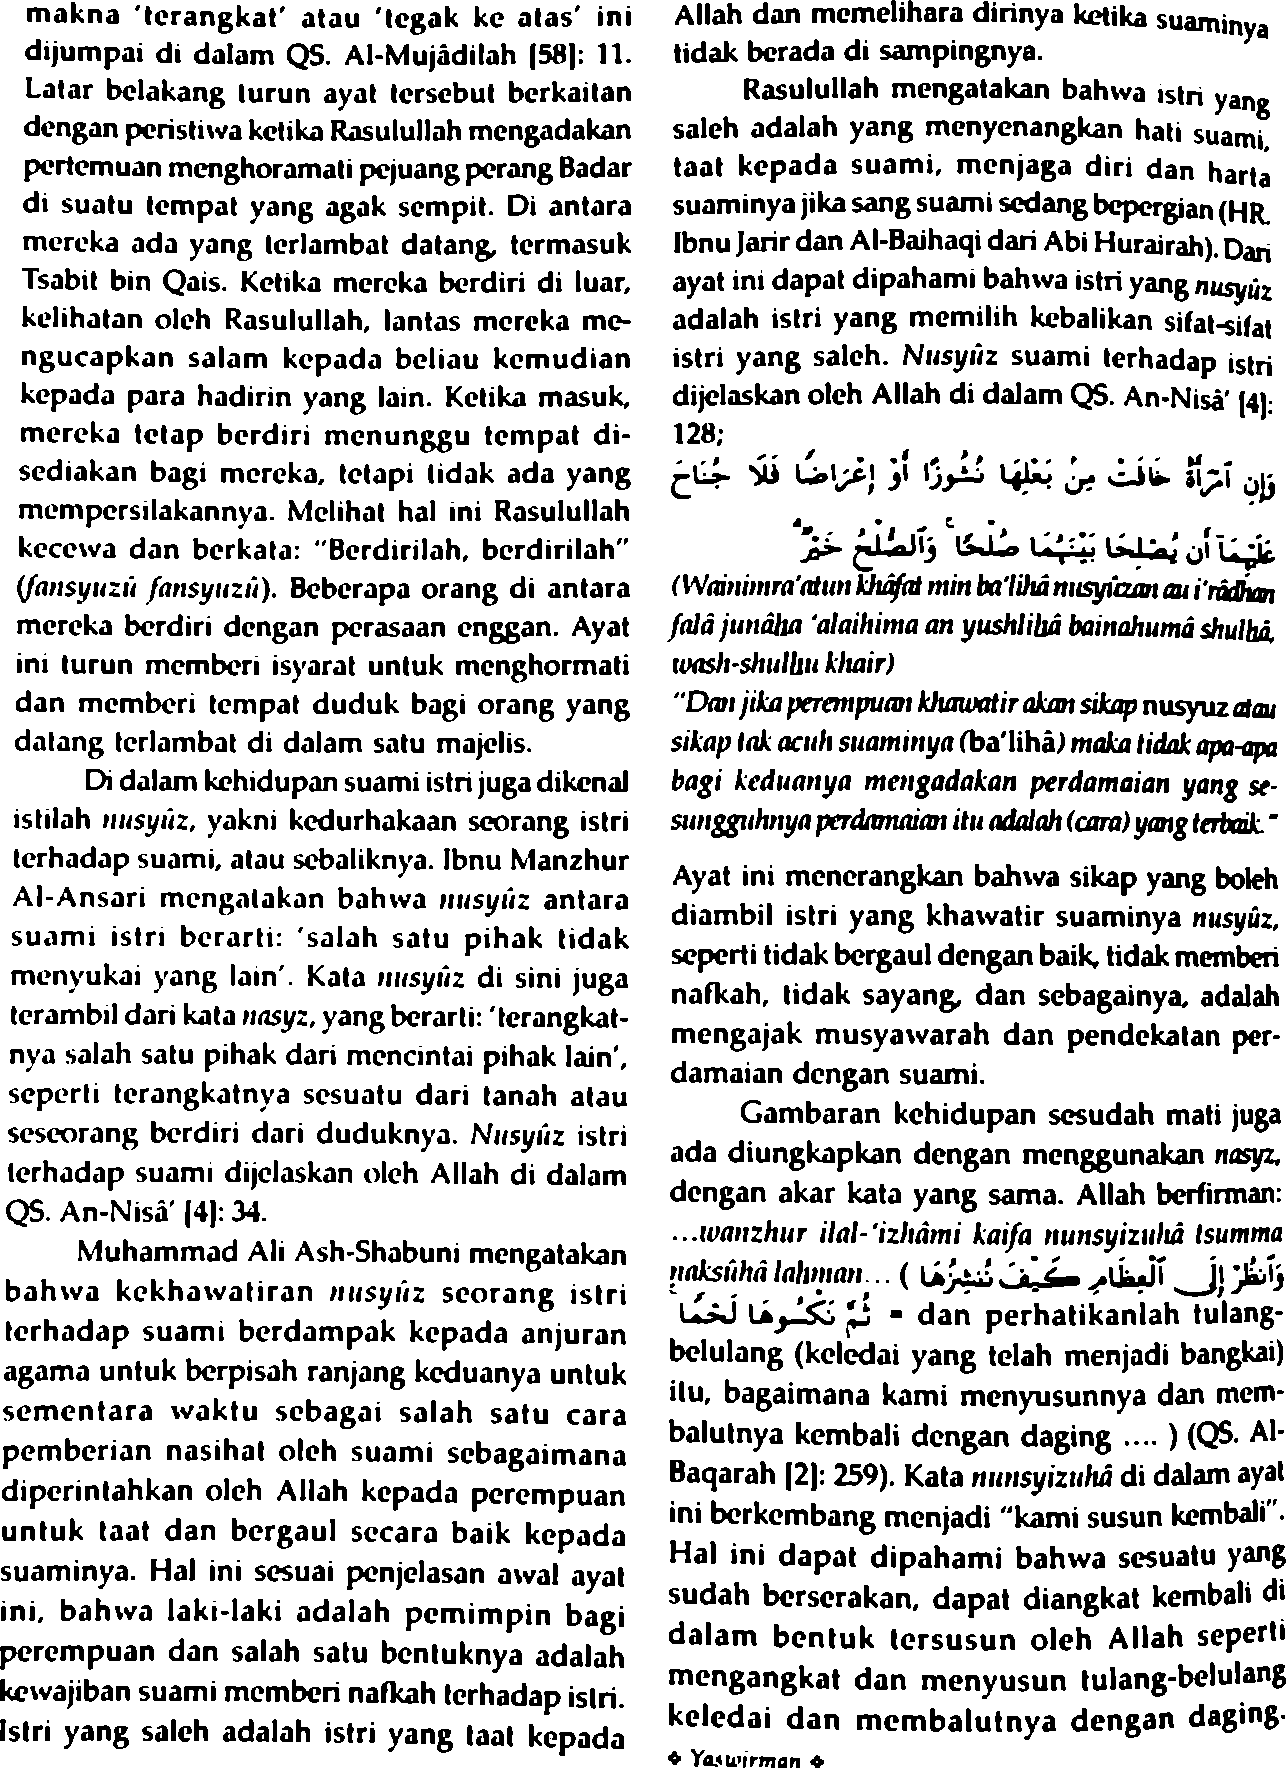 makna 'terangkat' atau 'tegak ke atas' ini
dijumpai di dalam QS. Al-Mujâdilah [58]: 11.
Latar belakang turun ayat tersebut berkaitan
dengan peristiwa ketika Rasulullah mengadakan
pertemuan menghoramati pejuang perang Badar
di suatu tempat yang agak sempit. Di antara
mereka ada yang terlambat datang, termasuk
Tsabit bin Qais. Ketika mereka berdiri di luar,
kelihatan oleh Rasulullah, lantas mereka me-
ngucapkan salam kepada beliau kemudian
kepada para hadirin yang lain. Ketika masuk,
mereka tetap berdiri menunggu tempat di-
sediakan bagi mereka, tetapi tidak ada yang
mempersilakannya. Melihat hal ini Rasulullah
kecewa dan berkata: "Berdirilah, berdirilah"
(fansyuzû fansyuzû). Beberapa orang di antara
mereka berdiri dengan perasaan enggan. Ayat
ini turun memberi isyarat untuk menghormati
dan memberi tempat duduk bagi orang yang
datang terlambat di dalam satu majelis.
Di dalam kehidupan suami istri juga dikenal
istilah nusyûz, yakni kedurhakaan seorang istri
terhadap suami, atau sebaliknya. Ibnu Manzhur
Al-Ansari mengatakan bahwa nusyûz antara
suami istri berarti: 'salah satu pihak tidak
menyukai yang lain'. Kata nusyûz di sini juga
terambil dari kata nasyz, yang berarti: 'terangkat-
nya salah satu pihak dari mencintai pihak lain',
seperti terangkatnya sesuatu dari tanah atau
seseorang berdiri dari duduknya. Nusyûz istri
terhadap suami dijelaskan oleh Allah di dalam
QS. An-Nisâ' [4]: 34.
Muhammad Ali Ash-Shabuni mengatakan
bahwa kekhawatiran nusyûz seorang istri
terhadap suami berdampak kepada anjuran
agama untuk berpisah ranjang keduanya untuk
sementara waktu sebagai salah satu cara
pemberian nasihat oleh suami sebagaimana
diperintahkan oleh Allah kepada perempuan
untuk taat dan bergaul secara baik kepada
suaminya. Hal ini sesuai penjelasan awal ayat
ini, bahwa laki-laki adalah pemimpin bagi
perempuan dan salah satu bentuknya adalah
kewajiban suami memberi nafkah terhadap istri.
Istri yang saleh adalah istri yang taat kepada
Allah dan memelihara dirinya ketika suaminya
tidak berada di sampingnya.
Rasulullah mengatakan bahwa istri yang
saleh adalah yang menyenangkan hati suami,
taat kepada suami, menjaga diri dan harta
suaminya jika sang suami sedang bepergian (HR.
Ibnu Jarir dan Al-Baihaqi dari Abi Hurairah). Dari
ayat ini dapat dipahami bahwa istri yang nusyûz
adalah istri yang memilih kebalikan sifat-sifat
istri yang saleh. Nusyûz suami terhadap istri
dijelaskan oleh Allah di dalam QS. An-Nisâ' [4]:
128;
وَإِنِ ٱمْرَأَةٌ خَافَتْ مِنۢ بَعْلِهَا نُشُوزًا أَوْ إِعْرَاضًا فَلَا جُنَاحَ
عَلَيْهِمَآ أَن يُصْلِحَا بَيْنَهُمَا صُلْحًا ۚ وَٱلصُّلْحُ خَيْرٌ ۗ
(Wainimra'atun khâfat min ba'lihâ nusyûzan au i'râdhan
falâ junâha 'alaihima an yushlihâ bainahumâ shulhâ,
wash-shulhu khair)
"Dan jika perempuan khawatir akan sikap nusyuz atau
sikap tak acuh suaminya (ba'lihâ) maka tidak apa-apa
bagi keduanya mengadakan perdamaian yang se-
sungguhnya perdamaian itu adalah (cara) yang terbaik."
Ayat ini menerangkan bahwa sikap yang boleh
diambil istri yang khawatir suaminya nusyûz,
seperti tidak bergaul dengan baik, tidak memberi
nafkah, tidak sayang, dan sebagainya, adalah
mengajak musyawarah dan pendekatan per-
damaian dengan suami.
Gambaran kehidupan sesudah mati juga
ada diungkapkan dengan menggunakan nasyz,
dengan akar kata yang sama. Allah berfirman:
...wanzhur ilal-'izhâmi kaifa nunsyizuhâ tsumma
naksûhâ lahman... ( وَٱنظُرْ إِلَى ٱلْعِظَامِ كَيْفَ نُنشِزُهَا
ثُمَّ نَكْسُوهَا لَحْمًا = dan perhatikanlah tulang-
belulang (keledai yang telah menjadi bangkai)
itu, bagaimana kami menyusunnya dan mem-
balutnya kembali dengan daging .... ) (QS. Al-
Baqarah [2]: 259). Kata nunsyizuhâ di dalam ayat
ini berkembang menjadi "kami susun kembali".
Hal ini dapat dipahami bahwa sesuatu yang
sudah berserakan, dapat diangkat kembali di
dalam bentuk tersusun oleh Allah seperti
mengangkat dan menyusun tulang-belulang
keledai dan membalutnya dengan daging.
❖ Yaswirman ❖